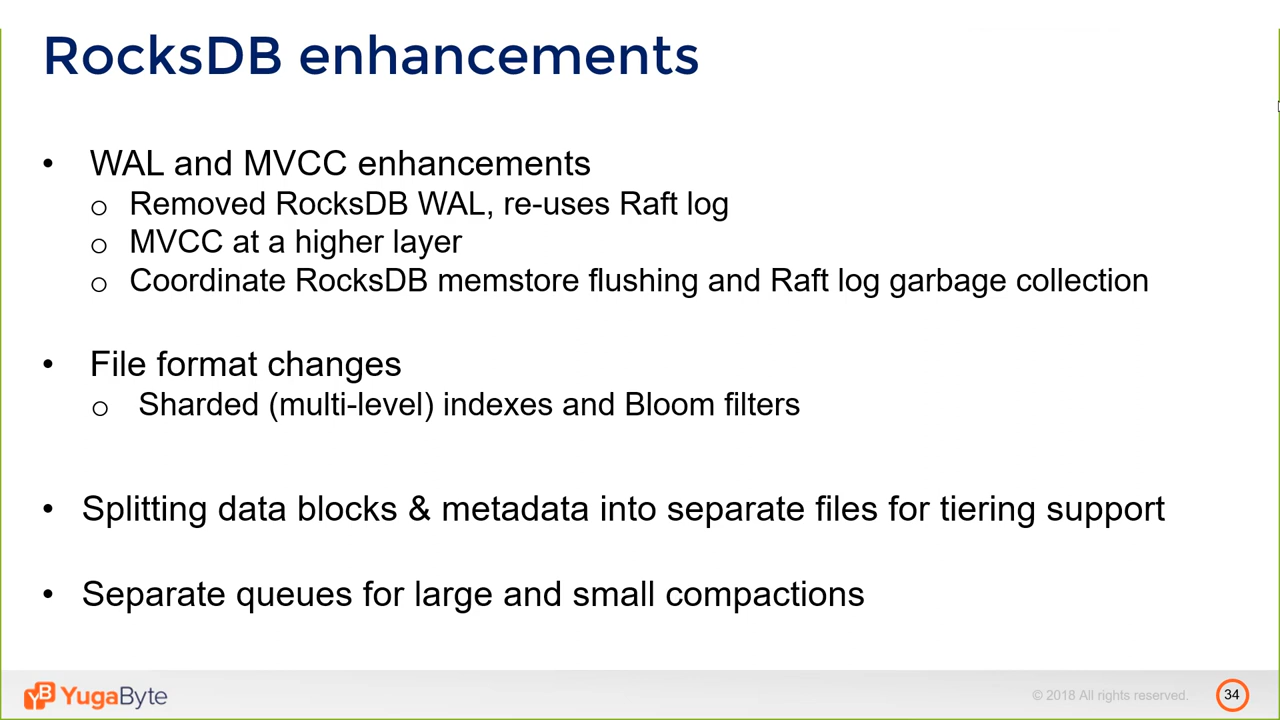 RocksDB enhancements
• WAL and MVCC enhancements
o Removed RocksDB WAL, re-uses Raft log
o MVCC at a higher layer
o Coordinate RocksDB memstore flushing and Raft log garbage collection
• File format changes
o Sharded (multi-level) indexes and Bloom filters
• Splitting data blocks & metadata into separate files for tiering support
• Separate queues for large and small compactions
YB YugaByte
© 2018 All rights reserved.
34